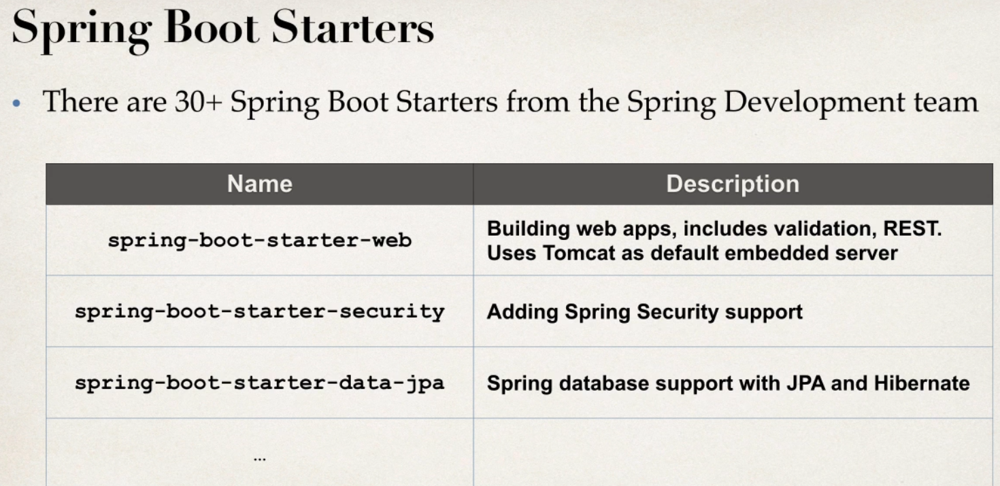 Spring Boot Starters
• There are 30+ Spring Boot Starters from the Spring Development team
Name Description
spring-boot-starter-web
Building web apps, includes validation, REST.
Uses Tomcat as default embedded server
spring-boot-starter-security
Adding Spring Security support
spring-boot-starter-data-jpa
Spring database support with JPA and Hibernate
...